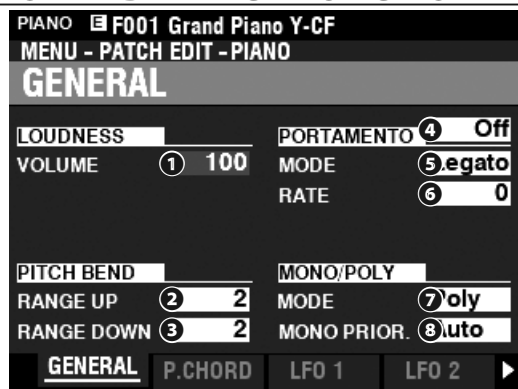 PIANO E F001 Grand Piano Y-CF
MENU - PATCH EDIT - PIANO
GENERAL
LOUDNESS
VOLUME 1 100
PORTAMENTO 4 Off
MODE 5 Legato
RATE 6 0
PITCH BEND
RANGE UP 2 2
RANGE DOWN 3 2
MONO/POLY
MODE 7 Poly
MONO PRIOR. 8 Auto
GENERAL P.CHORD LFO 1 LFO 2